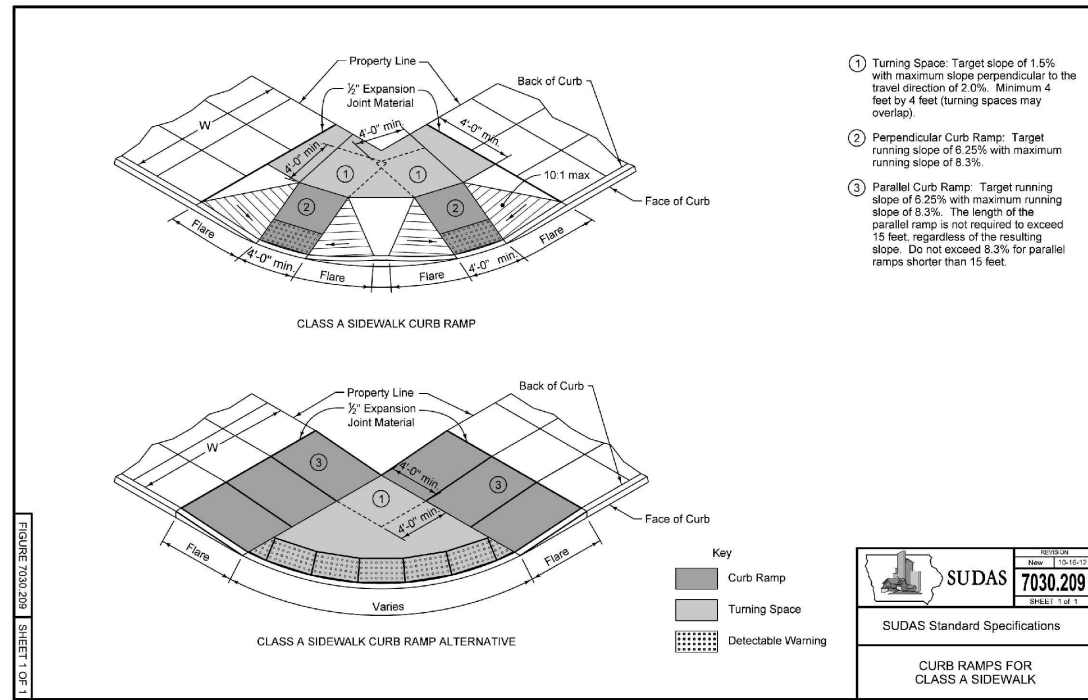 Property Line
½" Expansion
Joint Material
Back of Curb
W
4'-0" min.
4'-0" min.
4'-0" min.
1
1
2
2
10:1 max
Face of Curb
Flare
4'-0" min.
Flare
Flare
4'-0" min.
Flare
CLASS A SIDEWALK CURB RAMP
1 Turning Space: Target slope of 1.5%
with maximum slope perpendicular to the
travel direction of 2.0%. Minimum 4
feet by 4 feet (turning spaces may
overlap).
2 Perpendicular Curb Ramp: Target
running slope of 6.25% with maximum
running slope of 8.3%.
3 Parallel Curb Ramp: Target running
slope of 6.25% with maximum running
slope of 8.3%. The length of the
parallel ramp is not required to exceed
15 feet, regardless of the resulting
slope. Do not exceed 8.3% for parallel
ramps shorter than 15 feet.
Property Line
½" Expansion
Joint Material
Back of Curb
W
3
4'-0" min.
1
3
4'-0" min.
Face of Curb
Flare
Flare
Varies
CLASS A SIDEWALK CURB RAMP ALTERNATIVE
Key
Curb Ramp
Turning Space
Detectable Warning
FIGURE 7030.209
SHEET 1 OF 1
SUDAS
REVISION
New 10-16-12
7030.209
SHEET 1 of 1
SUDAS Standard Specifications
CURB RAMPS FOR
CLASS A SIDEWALK